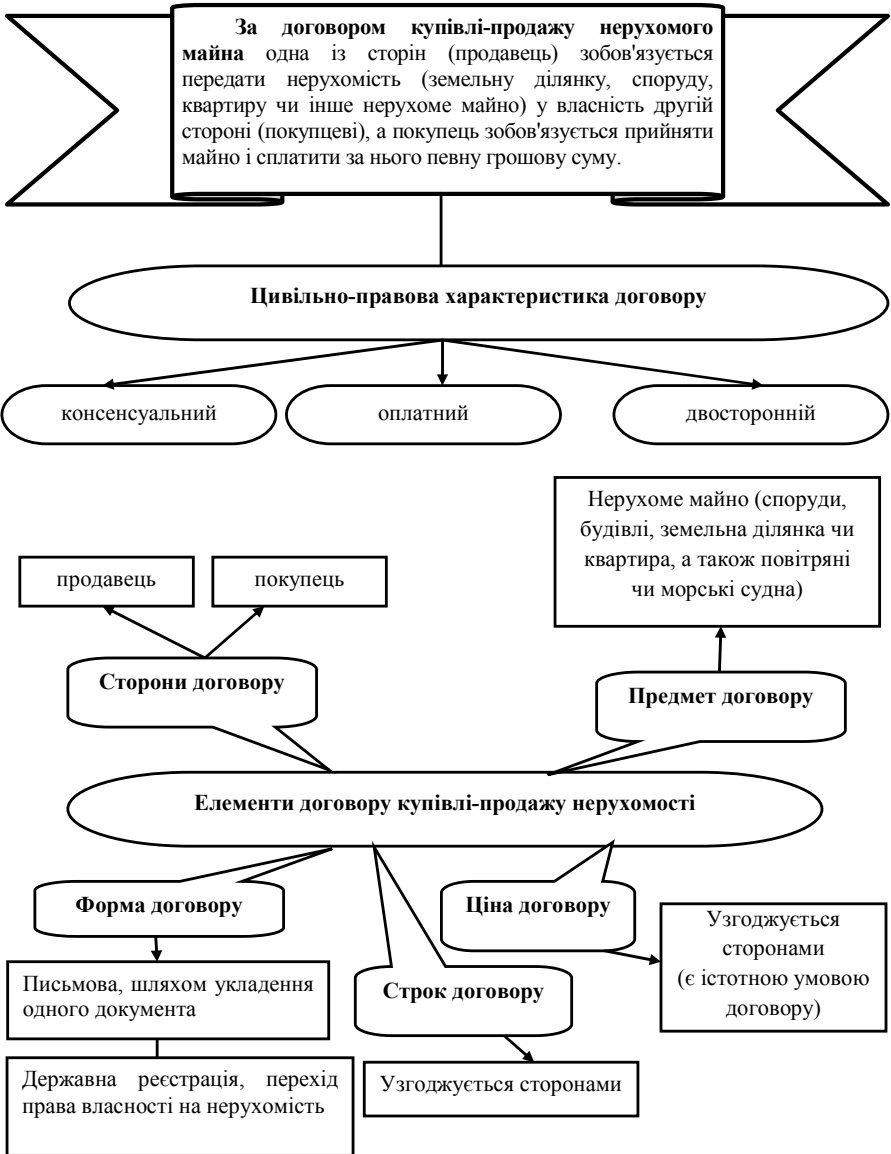 За договором купівлі-продажу нерухомого
майна одна із сторін (продавець) зобов'язується
передати нерухомість (земельну ділянку, споруду,
квартиру чи інше нерухоме майно) у власність другій
стороні (покупцеві), а покупець зобов'язується прийняти
майно і сплатити за нього певну грошову суму.
Цивільно-правова характеристика договору
консенсуальний
оплатний
двосторонній
Нерухоме майно (споруди,
будівлі, земельна ділянка чи
квартира, а також повітряні
чи морські судна)
продавець
покупець
Сторони договору
Предмет договору
Елементи договору купівлі-продажу нерухомості
Форма договору
Ціна договору
Узгоджується
сторонами
(є істотною умовою
договору)
Письмова, шляхом укладення
одного документа
Строк договору
Державна реєстрація, перехід
права власності на нерухомість
Узгоджується сторонами